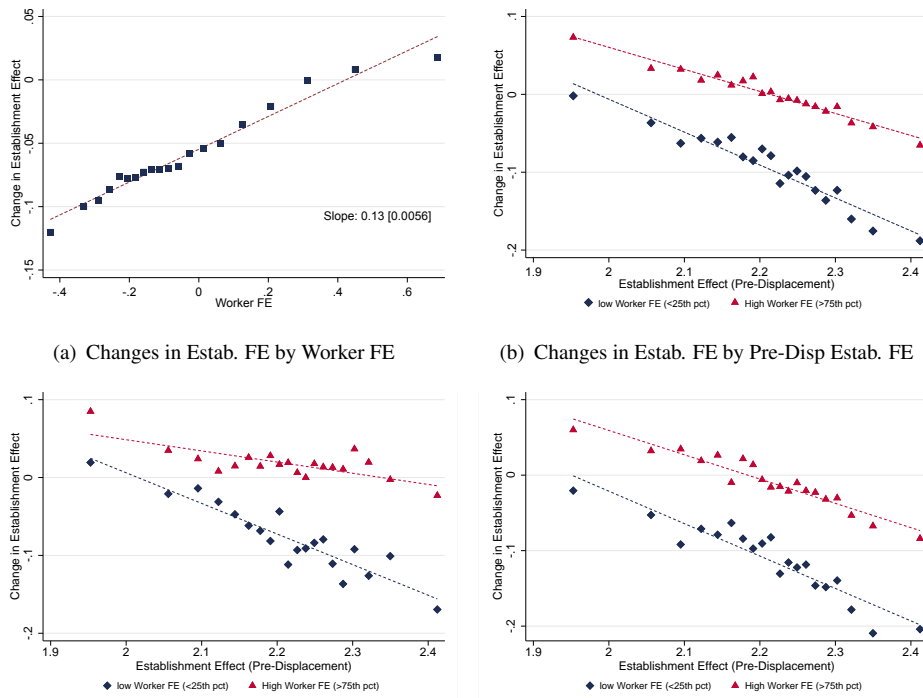 .05
0
-.05
-.1
-.15
Change in Establishment Effect
Slope: 0.13 [0.0056]
-.4
-.2
0
.2
.4
.6
Worker FE
(a) Changes in Estab. FE by Worker FE
.1
0
-.1
-.2
Change in Establishment Effect
1.9
2
2.1
2.2
2.3
2.4
Establishment Effect (Pre-Displacement)
low Worker FE (<25th pct)
High Worker FE (>75th pct)
(b) Changes in Estab. FE by Pre-Disp Estab. FE
.1
0
-.1
-.2
Change in Establishment Effect
1.9
2
2.1
2.2
2.3
2.4
Establishment Effect (Pre-Displacement)
low Worker FE (<25th pct)
High Worker FE (>75th pct)
.1
0
-.1
-.2
Change in Establishment Effect
1.9
2
2.1
2.2
2.3
2.4
Establishment Effect (Pre-Displacement)
low Worker FE (<25th pct)
High Worker FE (>75th pct)